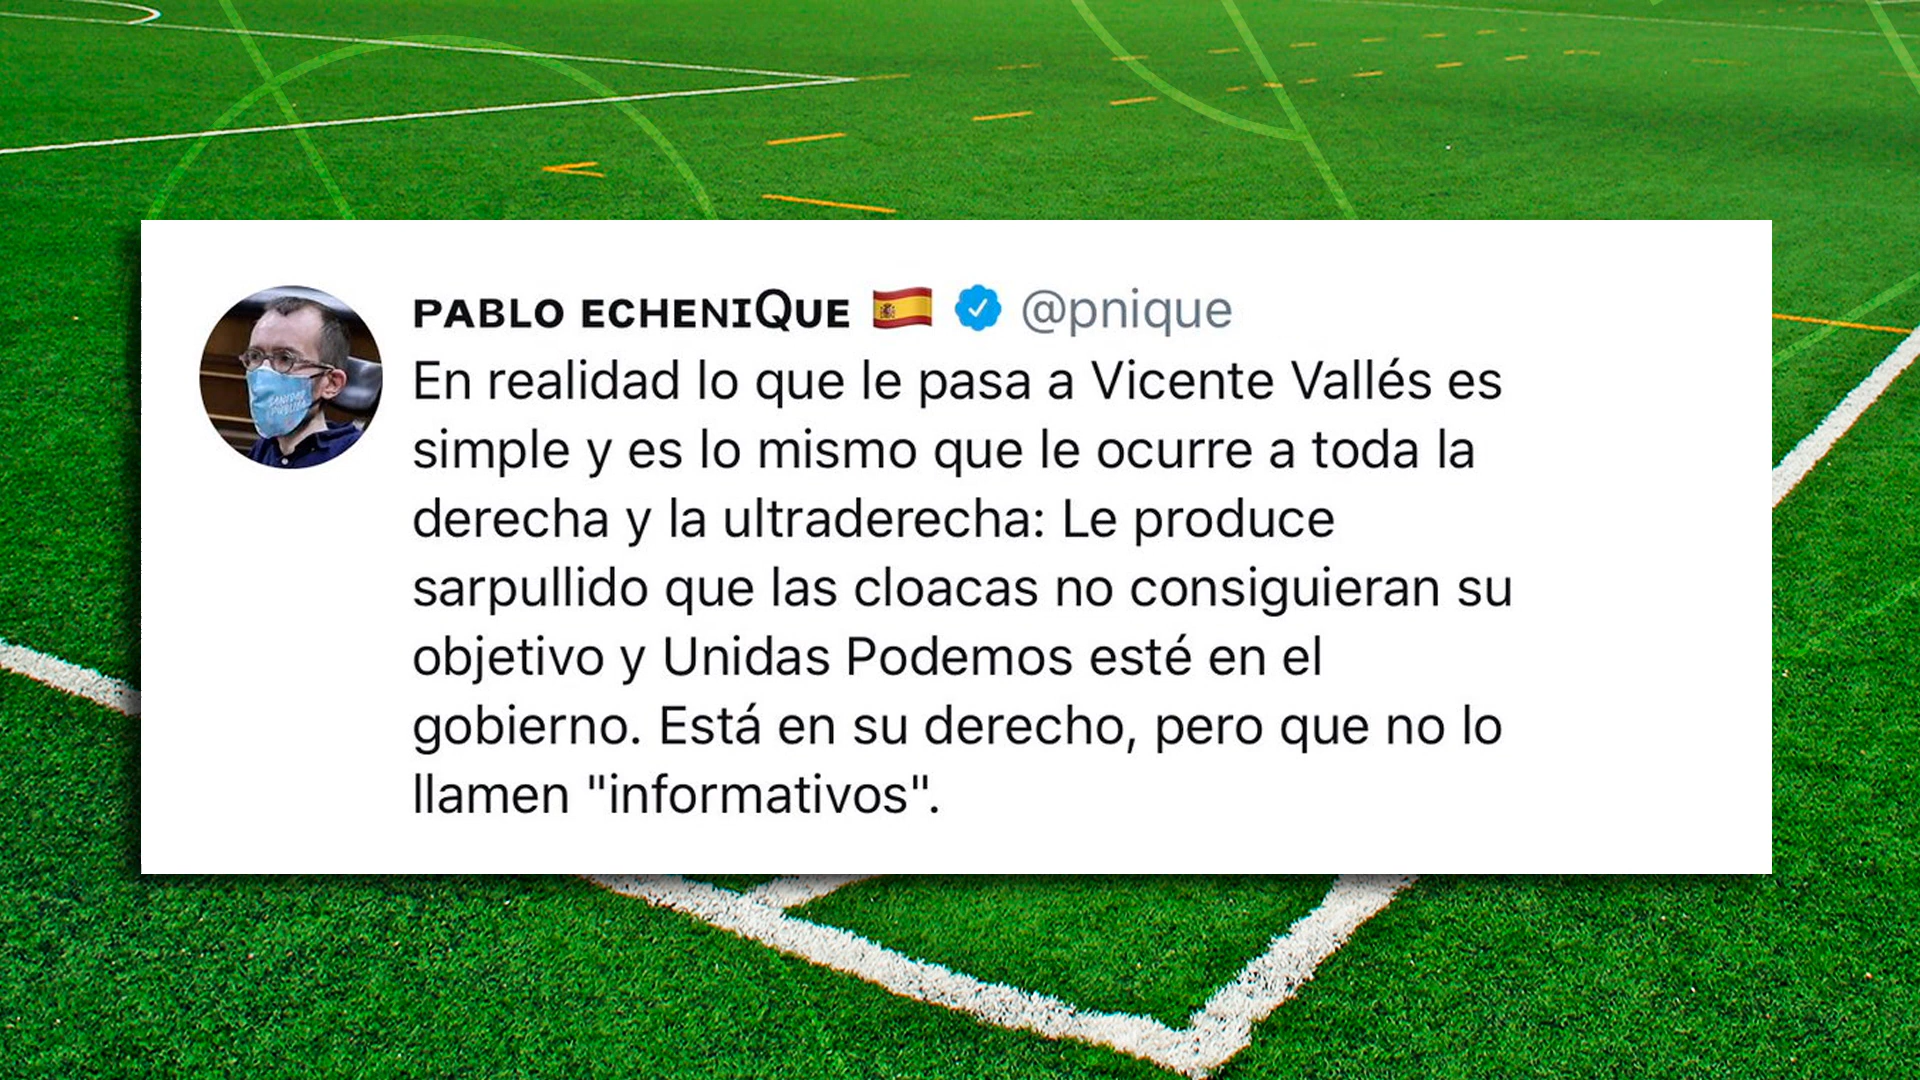 PABLO ECHENIQUE 🇪🇸 @pnique
En realidad lo que le pasa a Vicente Vallés es
simple y es lo mismo que le ocurre a toda la
derecha y la ultraderecha: Le produce
sarpullido que las cloacas no consiguieran su
objetivo y Unidas Podemos esté en el
gobierno. Está en su derecho, pero que no lo
llamen "informativos".
SANIDAD
PÚBLICA